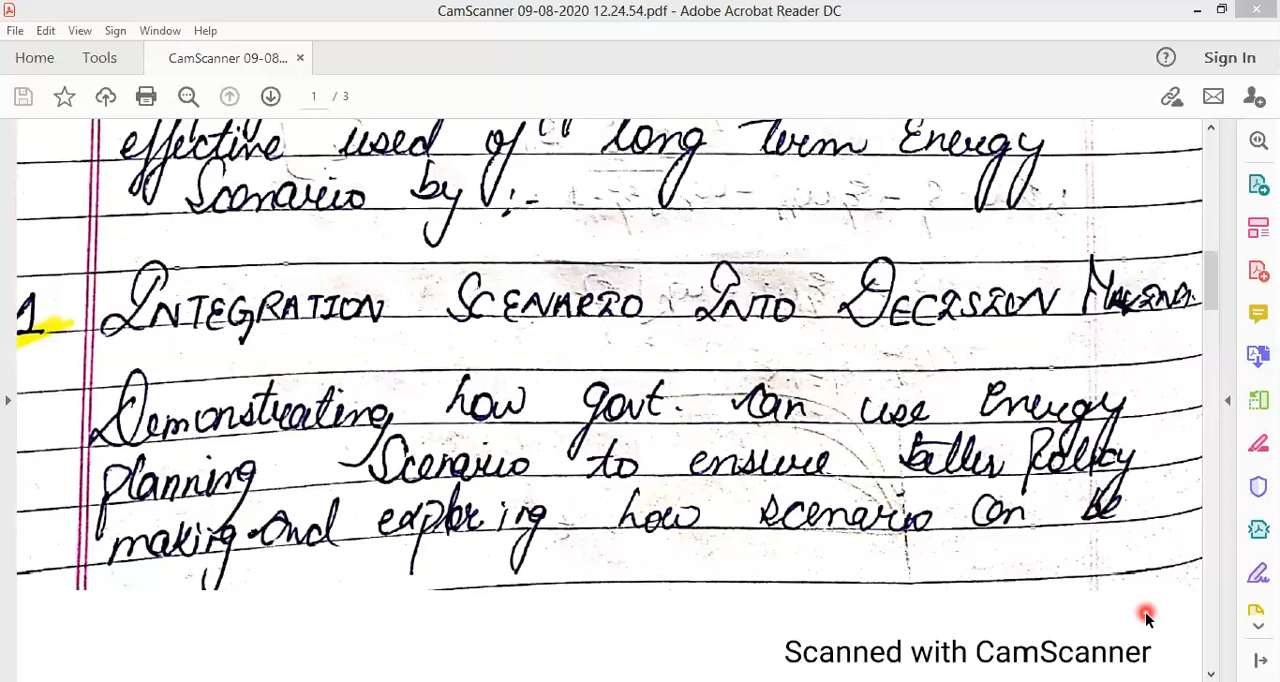 CamScanner 09-08-2020 12.24.54.pdf - Adobe Acrobat Reader DC
File Edit View Sign Window Help
Home Tools CamScanner 09-08... × Sign In
1 / 3
effective used of long Term Energy
Scenario by :-
1 INTEGRATION SCENARIO INTO DECISION MAKING.
Demonstrating how govt. can use Energy
planning Scenario to ensure better Policy
making and exploring how scenario can be
Scanned with CamScanner